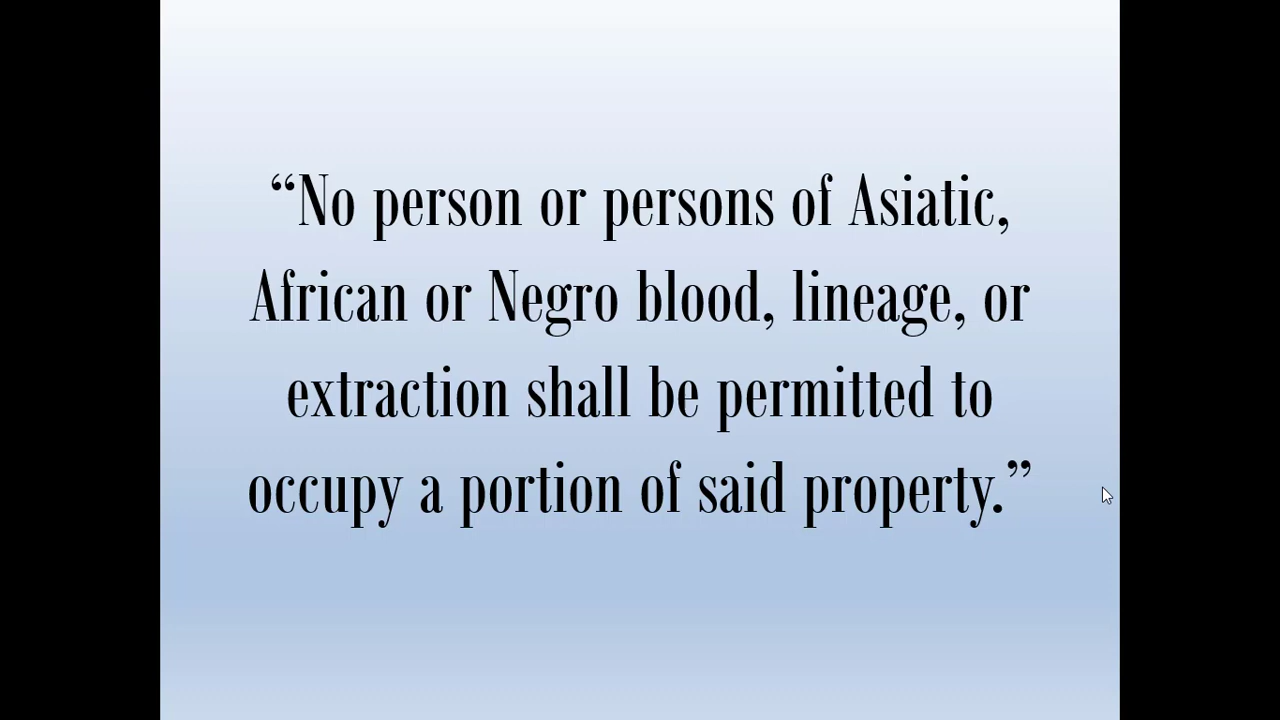 “No person or persons of Asiatic,
African or Negro blood, lineage, or
extraction shall be permitted to
occupy a portion of said property.”